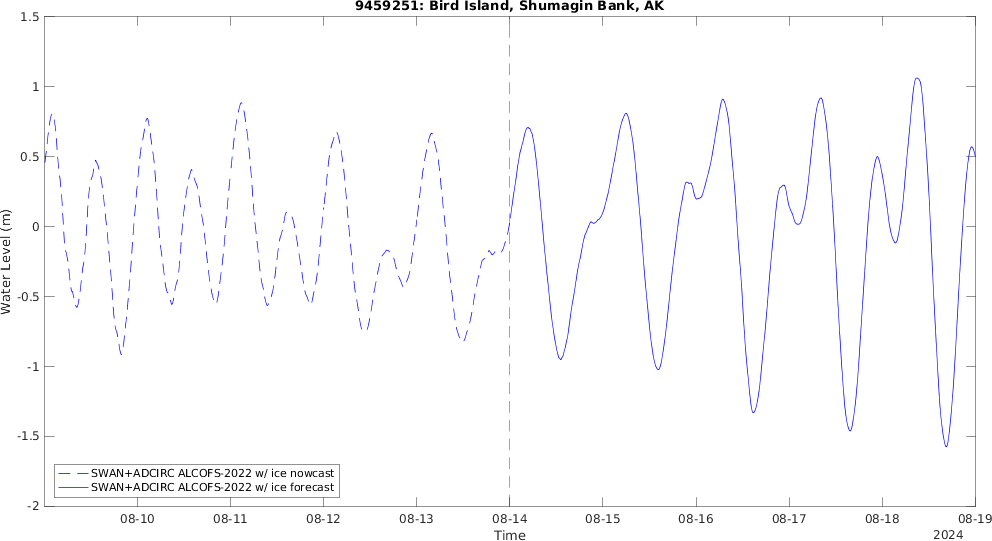 9459251: Bird Island, Shumagin Bank, AK
1.5
1
0.5
0
-0.5
-1
-1.5
-2
Water Level (m)
SWAN+ADCIRC ALCOFS-2022 w/ ice nowcast
SWAN+ADCIRC ALCOFS-2022 w/ ice forecast
08-10 08-11 08-12 08-13 08-14 08-15 08-16 08-17 08-18 08-19
Time
2024